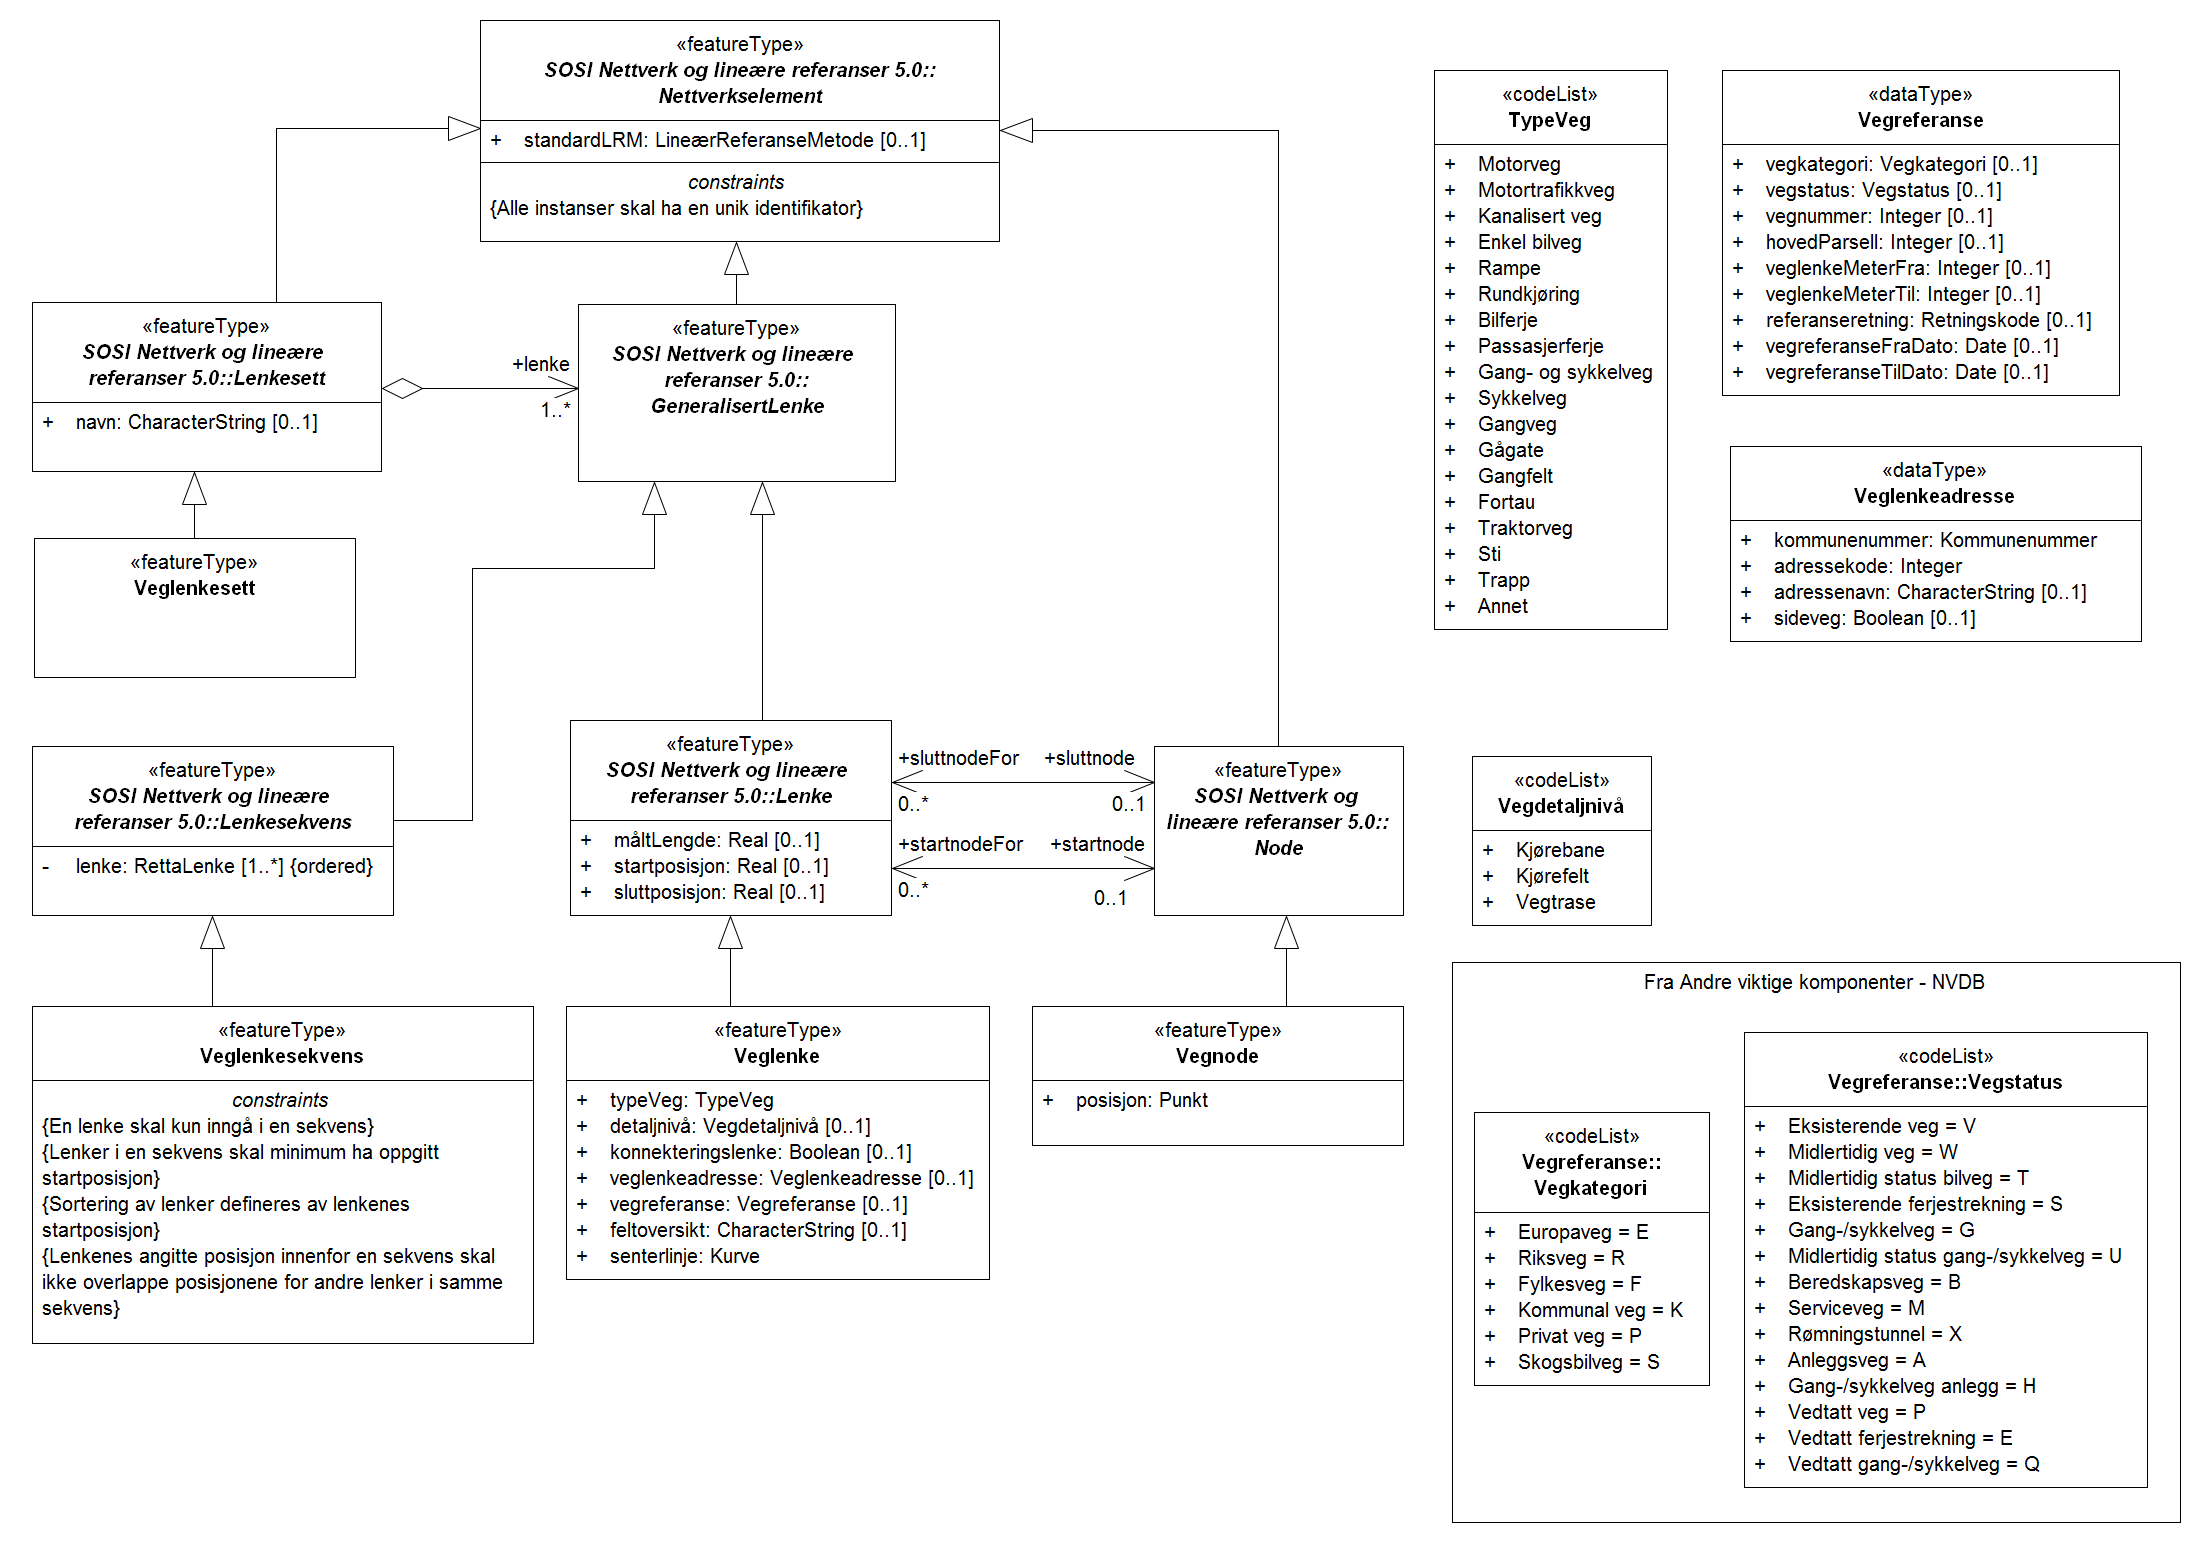 «featureType»
SOSI Nettverk og lineære referanser 5.0::
Nettverkselement
+ standardLRM: LineærReferanseMetode [0..1]
constraints
{Alle instanser skal ha en unik identifikator}
«featureType»
SOSI Nettverk og lineære
referanser 5.0::Lenkesett
+ navn: CharacterString [0..1]
+lenke
1..*
«featureType»
SOSI Nettverk og lineære
referanser 5.0::
GeneralisertLenke
«featureType»
Veglenkesett
«featureType»
SOSI Nettverk og lineære
referanser 5.0::Lenkesekvens
- lenke: RettaLenke [1..*] {ordered}
«featureType»
SOSI Nettverk og lineære
referanser 5.0::Lenke
+ måltLengde: Real [0..1]
+ startposisjon: Real [0..1]
+ sluttposisjon: Real [0..1]
+sluttnodeFor
+sluttnode
0..*
0..1
+startnodeFor
+startnode
0..*
0..1
«featureType»
SOSI Nettverk og
lineære referanser 5.0::
Node
«featureType»
Veglenkesekvens
constraints
{En lenke skal kun inngå i en sekvens}
{Lenker i en sekvens skal minimum ha oppgitt
startposisjon}
{Sortering av lenker defineres av lenkenes
startposisjon}
{Lenkenes angitte posisjon innenfor en sekvens skal
ikke overlappe posisjonene for andre lenker i samme
sekvens}
«featureType»
Veglenke
+ typeVeg: TypeVeg
+ detaljnivå: Vegdetaljnivå [0..1]
+ konnekteringslenke: Boolean [0..1]
+ veglenkeadresse: Veglenkeadresse [0..1]
+ vegreferanse: Vegreferanse [0..1]
+ feltoversikt: CharacterString [0..1]
+ senterlinje: Kurve
«featureType»
Vegnode
+ posisjon: Punkt
«codeList»
TypeVeg
+ Motorveg
+ Motortrafikkveg
+ Kanalisert veg
+ Enkel bilveg
+ Rampe
+ Rundkjøring
+ Bilferje
+ Passasjerferje
+ Gang- og sykkelveg
+ Sykkelveg
+ Gangveg
+ Gågate
+ Gangfelt
+ Fortau
+ Traktorveg
+ Sti
+ Trapp
+ Annet
«dataType»
Vegreferanse
+ vegkategori: Vegkategori [0..1]
+ vegstatus: Vegstatus [0..1]
+ vegnummer: Integer [0..1]
+ hovedParsell: Integer [0..1]
+ veglenkeMeterFra: Integer [0..1]
+ veglenkeMeterTil: Integer [0..1]
+ referanseretning: Retningskode [0..1]
+ vegreferanseFraDato: Date [0..1]
+ vegreferanseTilDato: Date [0..1]
«dataType»
Veglenkeadresse
+ kommunenummer: Kommunenummer
+ adressekode: Integer
+ adressenavn: CharacterString [0..1]
+ sideveg: Boolean [0..1]
«codeList»
Vegdetaljnivå
+ Kjørebane
+ Kjørefelt
+ Vegtrase
Fra Andre viktige komponenter - NVDB
«codeList»
Vegreferanse::
Vegkategori
+ Europaveg = E
+ Riksveg = R
+ Fylkesveg = F
+ Kommunal veg = K
+ Privat veg = P
+ Skogsbilveg = S
«codeList»
Vegreferanse::Vegstatus
+ Eksisterende veg = V
+ Midlertidig veg = W
+ Midlertidig status bilveg = T
+ Eksisterende ferjestrekning = S
+ Gang-/sykkelveg = G
+ Midlertidig status gang-/sykkelveg = U
+ Beredskapsveg = B
+ Serviceveg = M
+ Rømningstunnel = X
+ Anleggsveg = A
+ Gang-/sykkelveg anlegg = H
+ Vedtatt veg = P
+ Vedtatt ferjestrekning = E
+ Vedtatt gang-/sykkelveg = Q